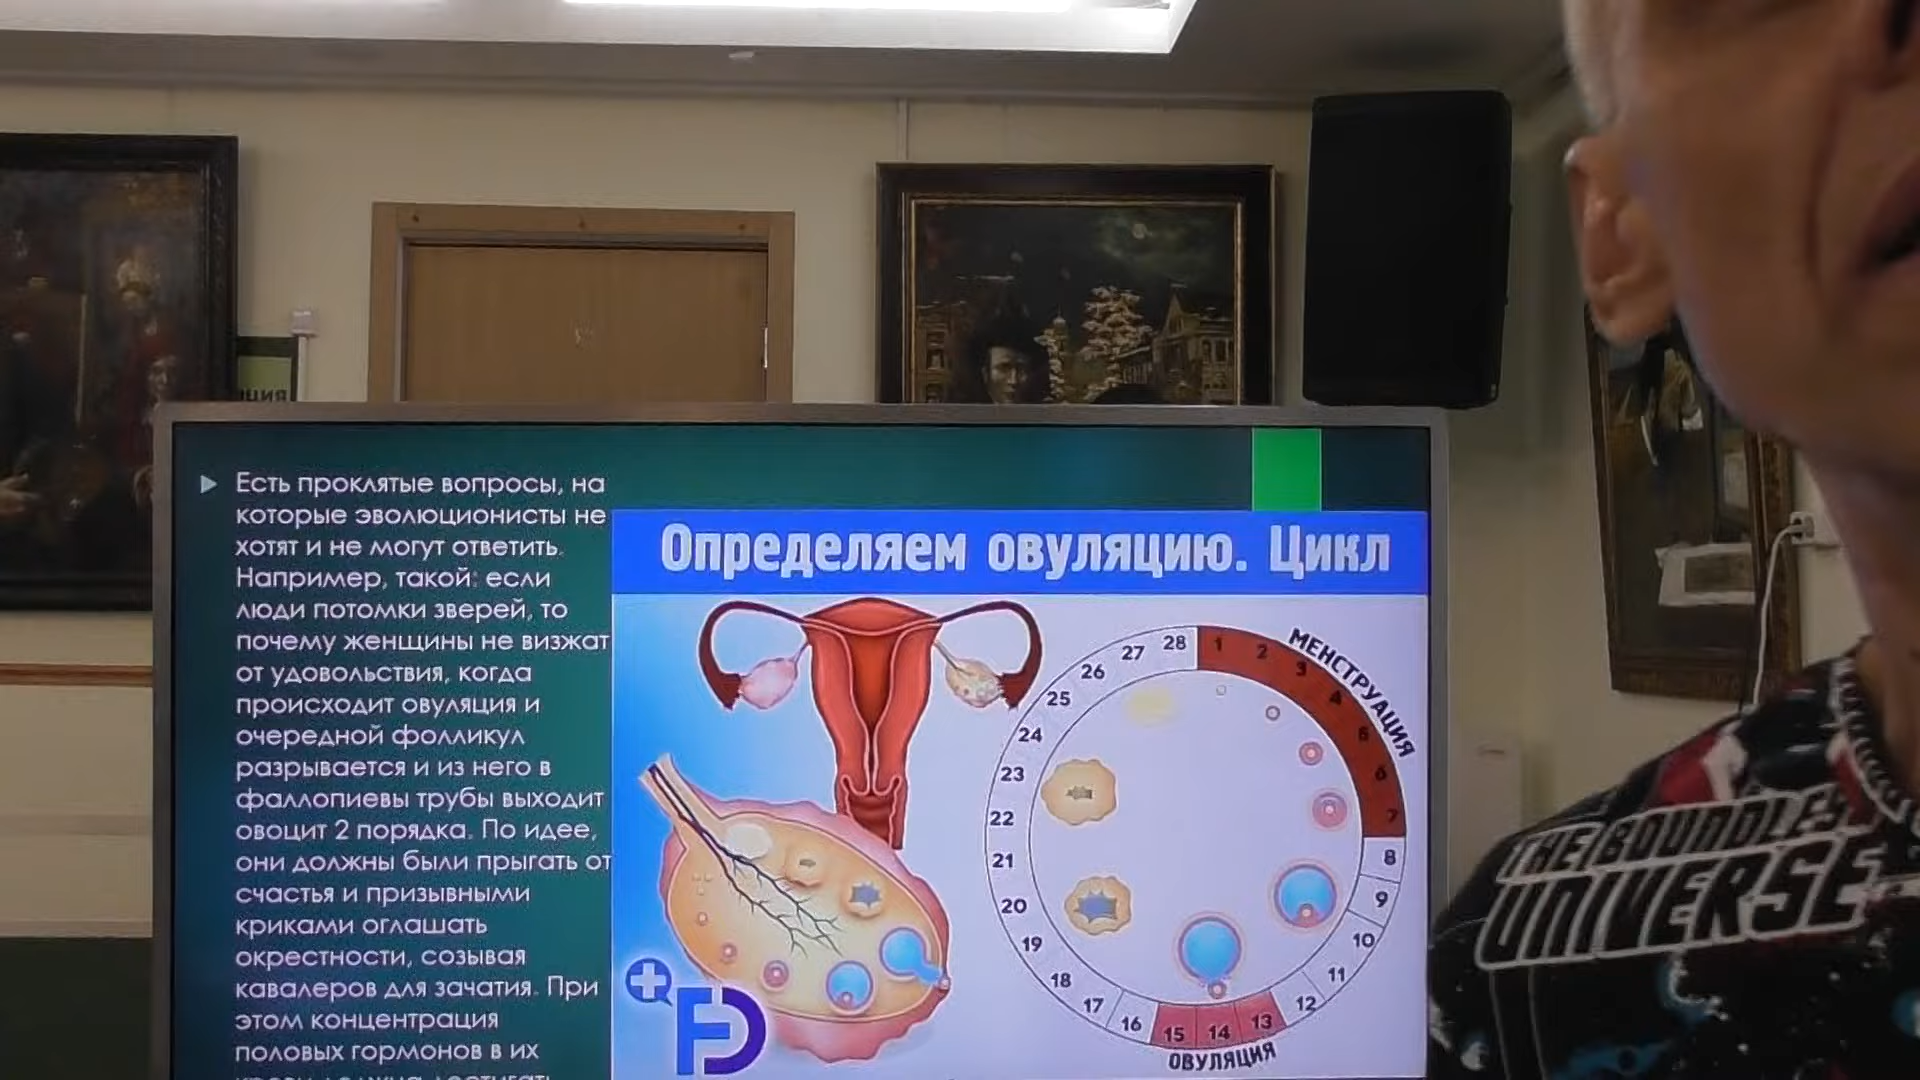 ция
Есть проклятые вопросы, на
которые эволюционисты не
хотят и не могут ответить.
Например, такой: если
люди потомки зверей, то
почему женщины не визжат
от удовольствия, когда
происходит овуляция и
очередной фолликул
разрывается и из него в
фаллопиевы трубы выходит
овоцит 2 порядка. По идее,
они должны были прыгать от
счастья и призывными
криками оглашать
окрестности, созывая
кавалеров для зачатия. При
этом концентрация
половых гормонов в их
Определяем овуляцию. Цикл
1
2
3
4
5
6
7
8
9
10
11
12
13
14
15
16
17
18
19
20
21
22
23
24
25
26
27
28
МЕНСТРУАЦИЯ
ОВУЛЯЦИЯ
FD
THE BOUNDLES
UNIVERSE